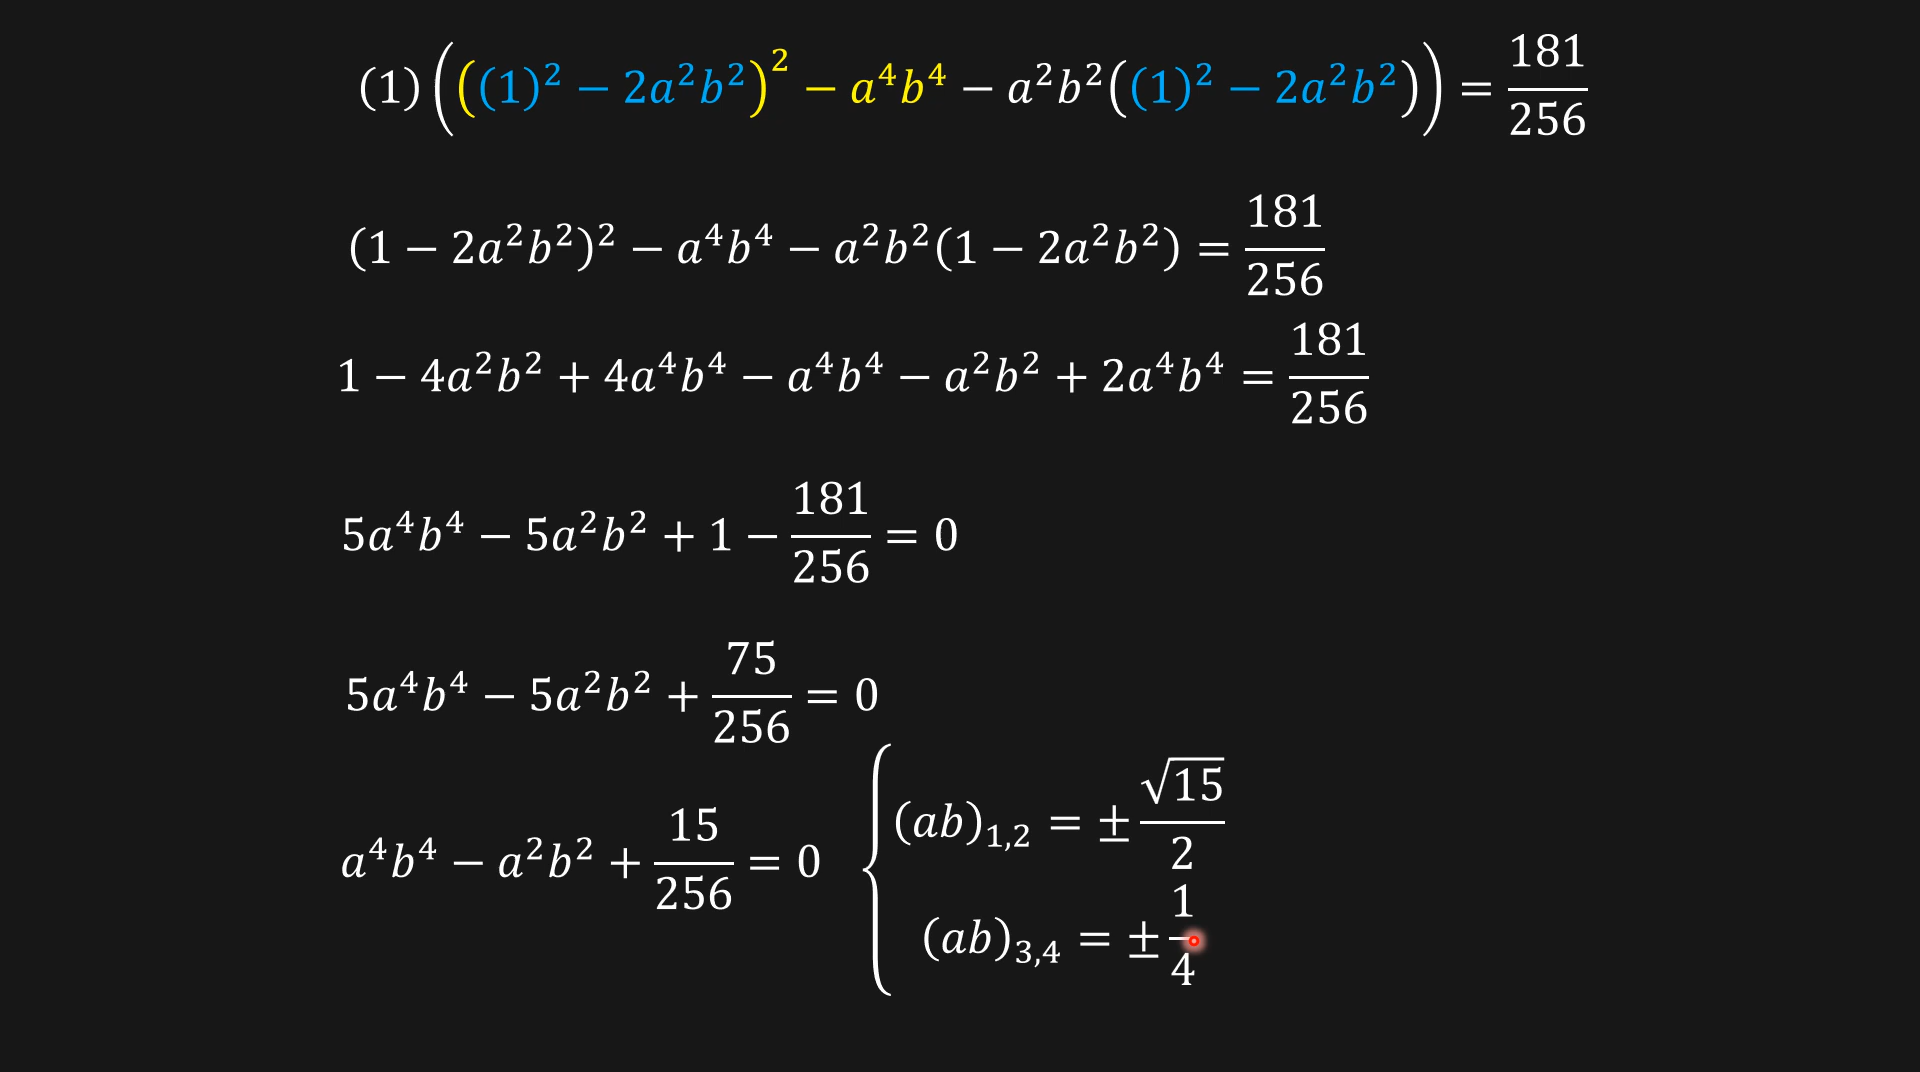 (1)(((1)² − 2a²b²)² − a⁴b⁴ − a²b²((1)² − 2a²b²)) = 181/256
(1 − 2a²b²)² − a⁴b⁴ − a²b²(1 − 2a²b²) = 181/256
1 − 4a²b² + 4a⁴b⁴ − a⁴b⁴ − a²b² + 2a⁴b⁴ = 181/256
5a⁴b⁴ − 5a²b² + 1 − 181/256 = 0
5a⁴b⁴ − 5a²b² + 75/256 = 0
a⁴b⁴ − a²b² + 15/256 = 0
(ab)₁,₂ = ± √15/2
(ab)₃,₄ = ± 1/4